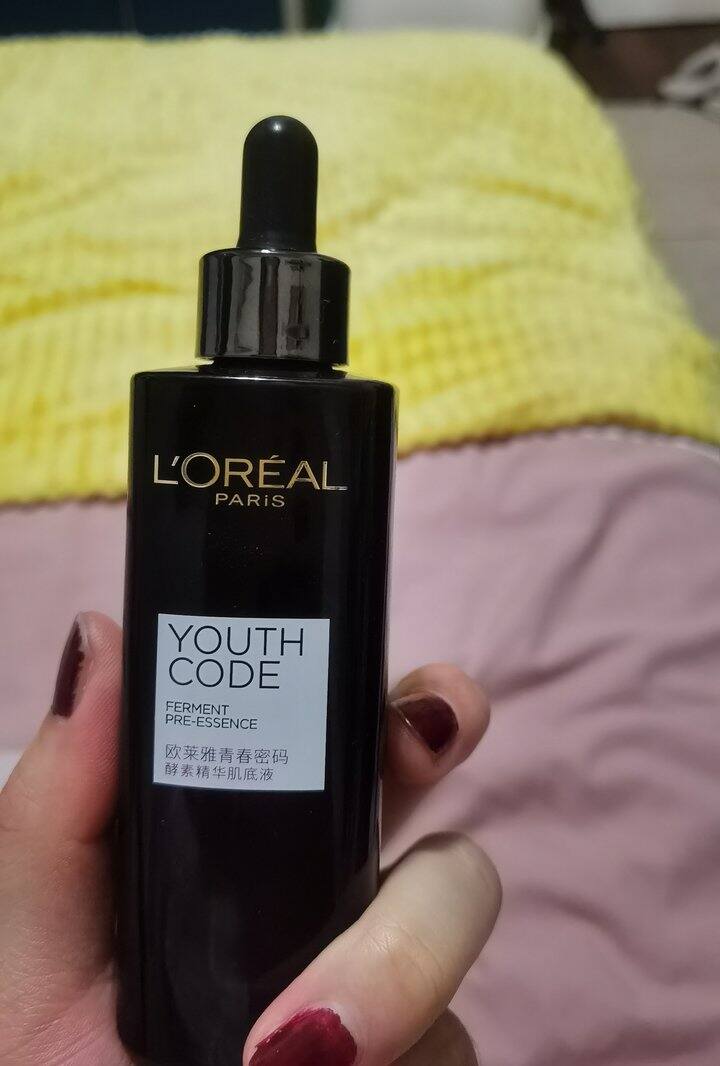 L'ORÉAL
PARiS
YOUTH
CODE
FERMENT
PRE-ESSENCE
欧莱雅青春密码
酵素精华肌底液